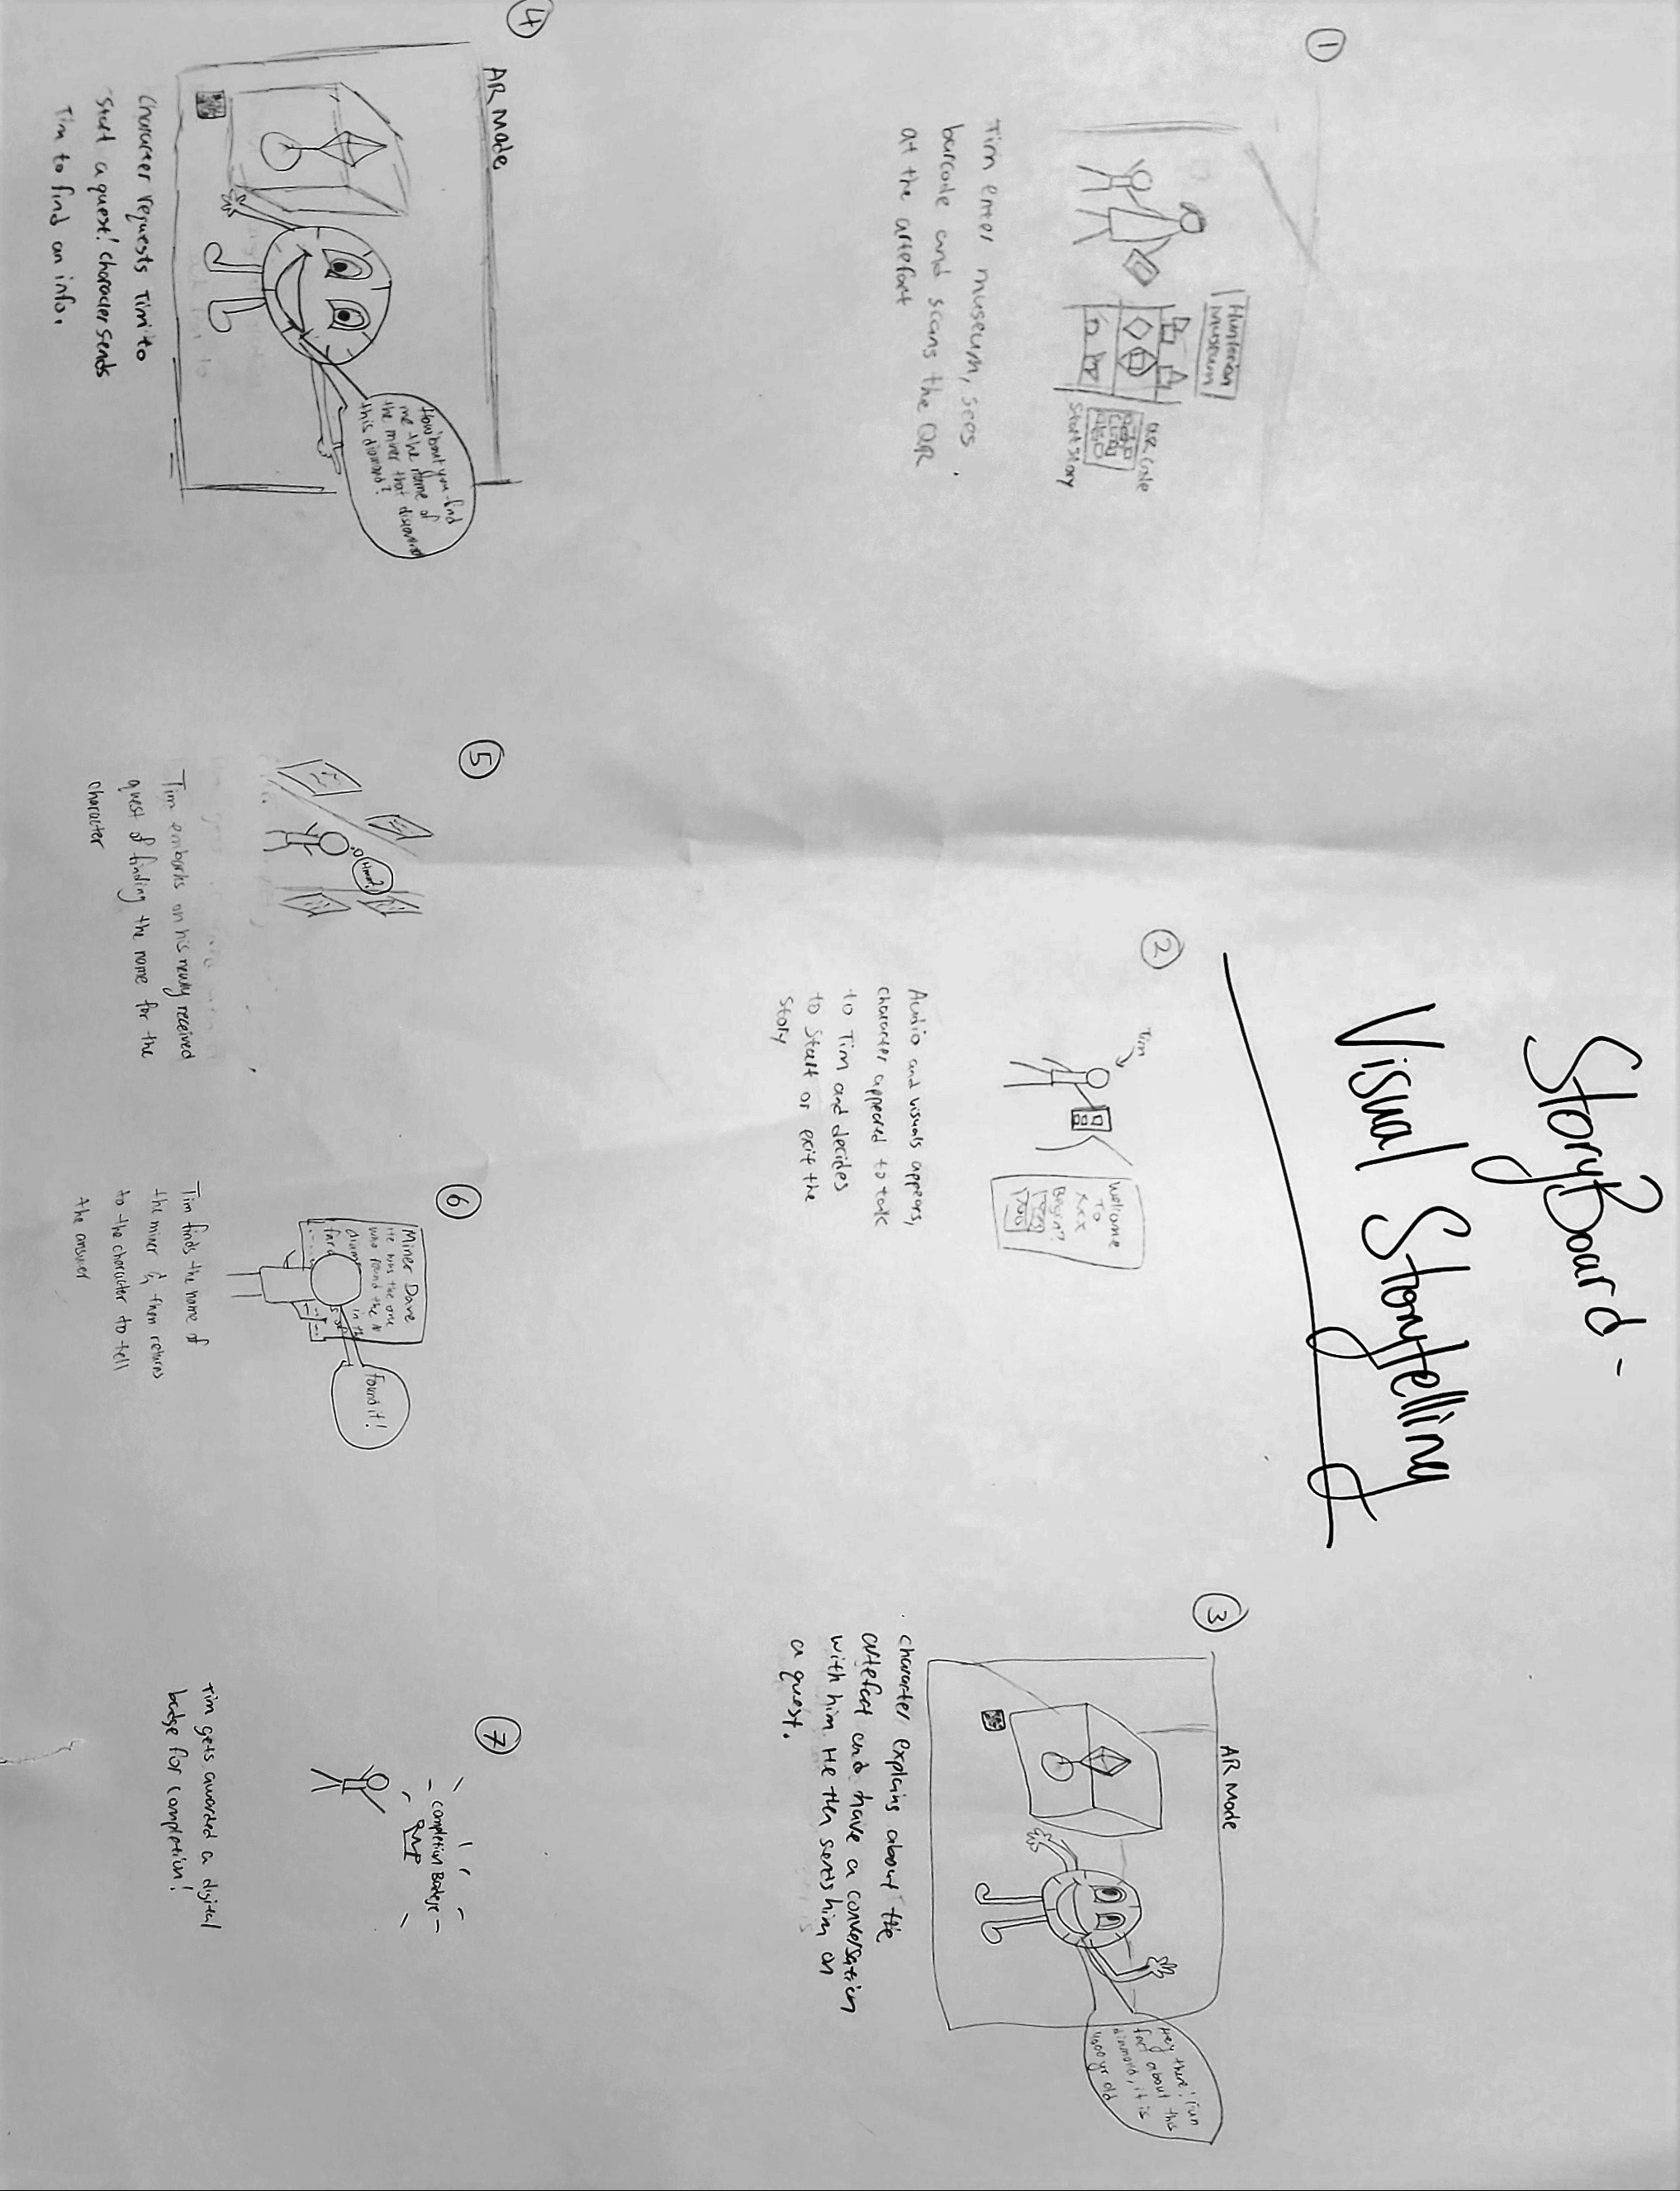 StoryBoard -
Visual Storytelling
1
Hunterian
Museum
QR Code
Start Story
Tim enter museum, sees
barcode and scans the QR
at the artefact
2
Tim
Welcome
To
XXX
Begin?
Yes
No
Audio and visuals appears,
character appeared to talk
to Tim and decides
to start or exit the
story
3
AR Mode
Hey there! Fun
fact about this
diamond, it is
4000 yr old
character explains about the
artefact and have a conversation
with him. He then sends him on
a quest.
4
AR Mode
How'bout you find
me the name of
the miner that discovered
this diamond?
Character requests Tim to
start a quest! Character sends
Tim to find an info.
5
Hmm?
Tim embarks on his newly received
quest of finding the name for the
character
6
Miner Dave
He was the one
who found the
diam in th
far
Found it!
Tim finds the name of
the miner & then returns
to the character to tell
the answer
7
Completion Badge
Tim gets awarded a digital
badge for completion!